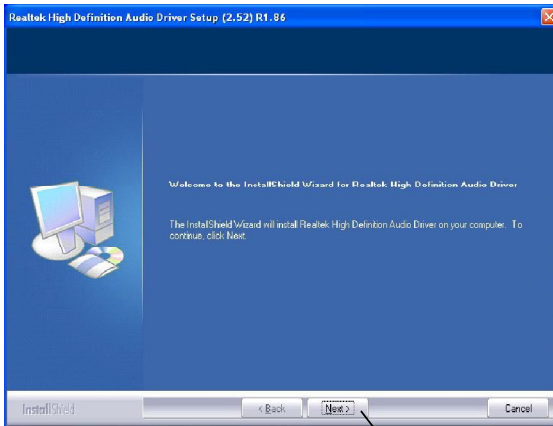 Realtek High Definition Audio Driver Setup (2.52) R1.86
Welcome to the InstallShield Wizard for Realtek High Definition Audio Driver
The InstallShield Wizard will install Realtek High Definition Audio Driver on your computer. To
continue, click Next.
InstallShield
< Back
Next >
Cancel